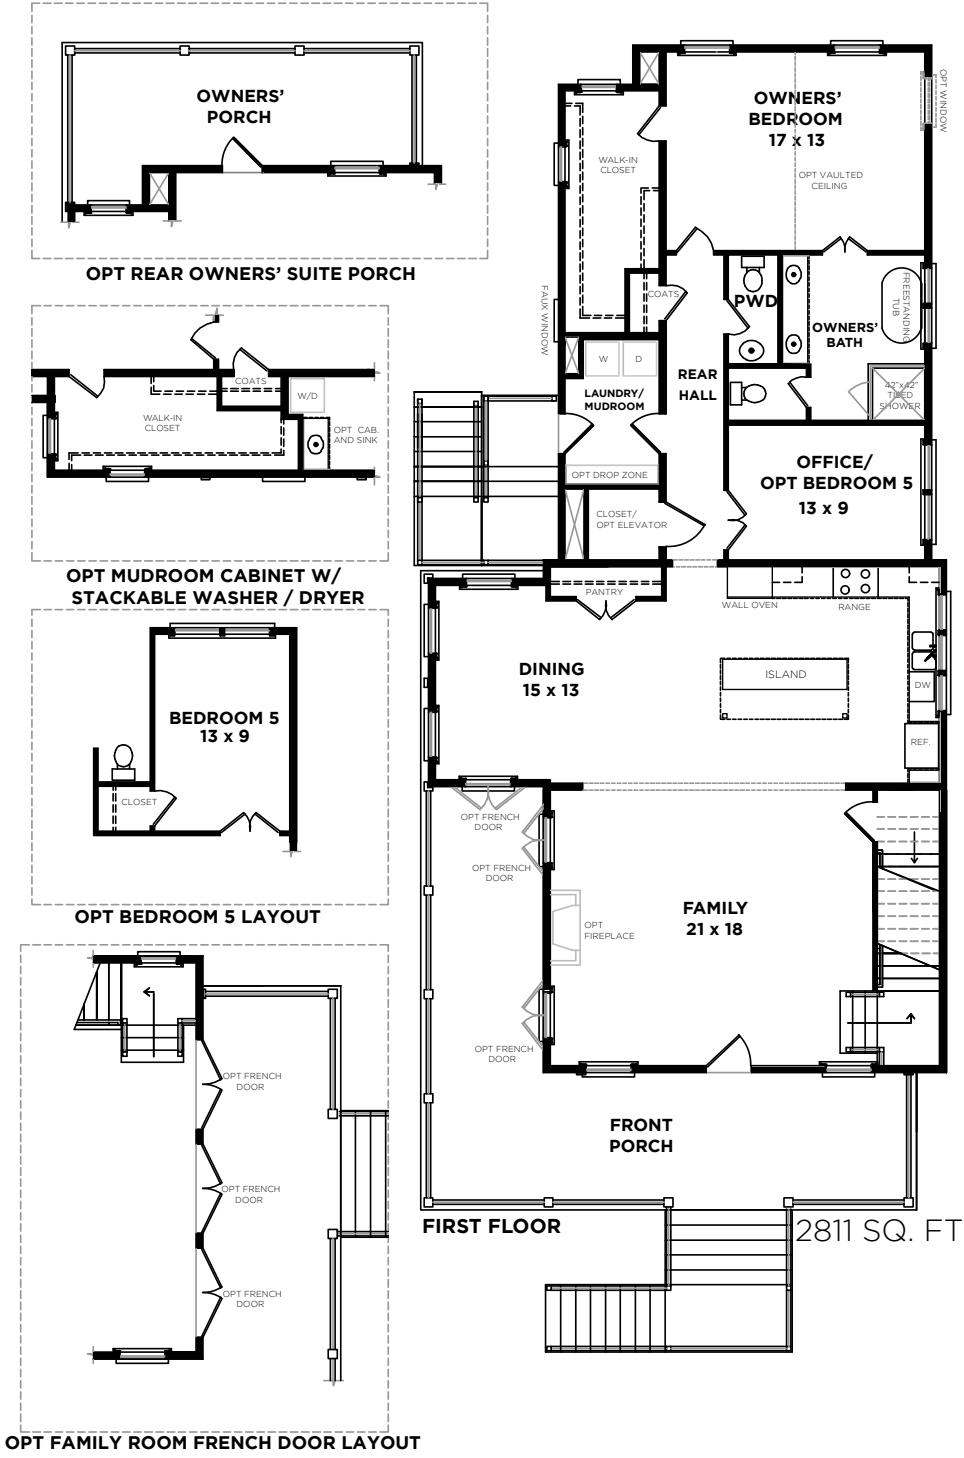 OWNERS'
PORCH
OPT REAR OWNERS' SUITE PORCH
COATS
WALK-IN
CLOSET
W/D
OPT CAB.
AND SINK
OPT MUDROOM CABINET W/
STACKABLE WASHER / DRYER
BEDROOM 5
13 x 9
CLOSET
OPT BEDROOM 5 LAYOUT
OPT FRENCH
DOOR
OPT FRENCH
DOOR
OPT FRENCH
DOOR
OPT FAMILY ROOM FRENCH DOOR LAYOUT
OWNERS'
BEDROOM
17 x 13
OPT WINDOW
OPT VAULTED
CEILING
WALK-IN
CLOSET
COATS
FAUX WINDOW
PWD
FREESTANDING
TUB
OWNERS'
BATH
W
D
LAUNDRY/
MUDROOM
REAR
HALL
42"x42"
TILED
SHOWER
OPT DROP ZONE
OFFICE/
OPT BEDROOM 5
13 x 9
CLOSET/
OPT ELEVATOR
PANTRY
WALL OVEN
RANGE
DINING
15 x 13
ISLAND
DW
REF.
OPT FRENCH
DOOR
OPT FRENCH
DOOR
OPT
FIREPLACE
FAMILY
21 x 18
OPT FRENCH
DOOR
FRONT
PORCH
FIRST FLOOR
2811 SQ. FT